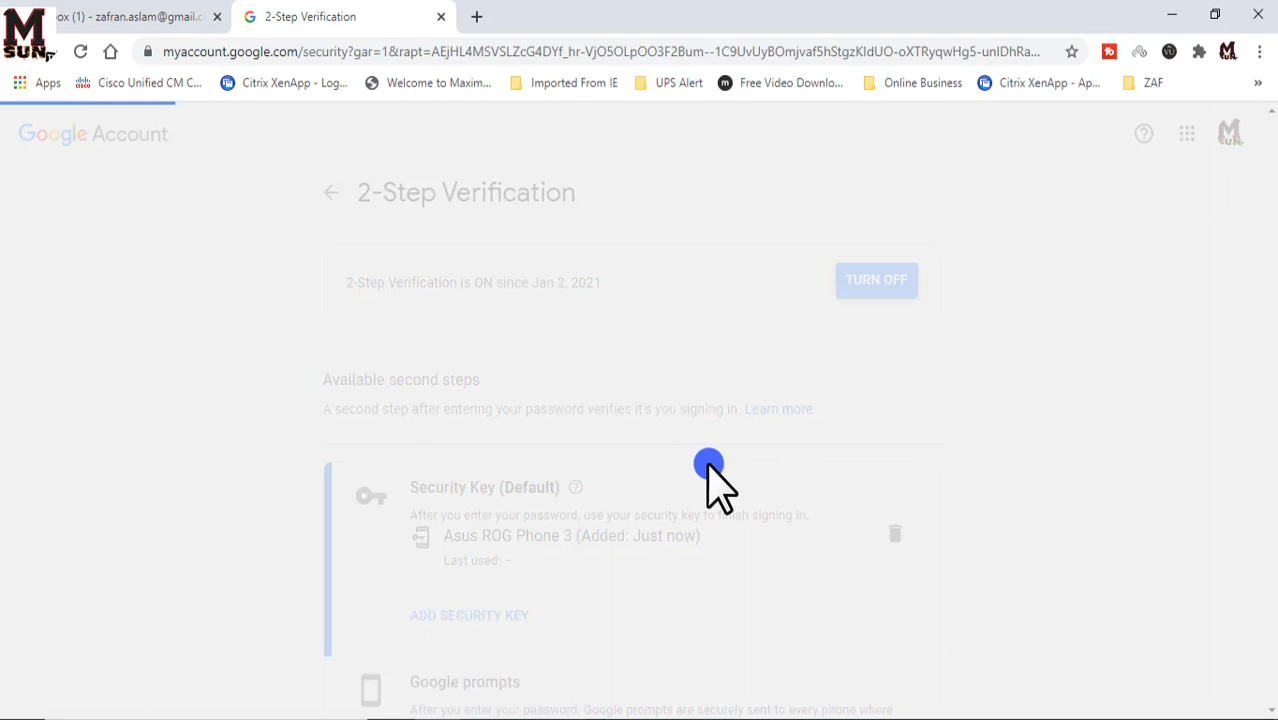 M
SUN
ox (1) - zafran.aslam@gmail.c
2-Step Verification
myaccount.google.com/security?gar=1&rapt=AEjHL4MSVSLZcG4DYf_hr-VjO5OLpOO3F2Bum--1C9UvUyBOmjvaf5hStgzKIdUO-oXTRyqwHg5-unIDhRa...
Apps
Cisco Unified CM C...
Citrix XenApp - Log...
Welcome to Maxim...
Imported From IE
UPS Alert
Free Video Downlo...
Online Business
Citrix XenApp - Ap...
ZAF
»
Google Account
2-Step Verification
2-Step Verification is ON since Jan 2, 2021
TURN OFF
Available second steps
A second step after entering your password verifies it's you signing in. Learn more
Security Key (Default)
After you enter your password, use your security key to finish signing in.
Asus ROG Phone 3 (Added: Just now)
Last used: –
ADD SECURITY KEY
Google prompts
After you enter your password, Google prompts are securely sent to every phone where